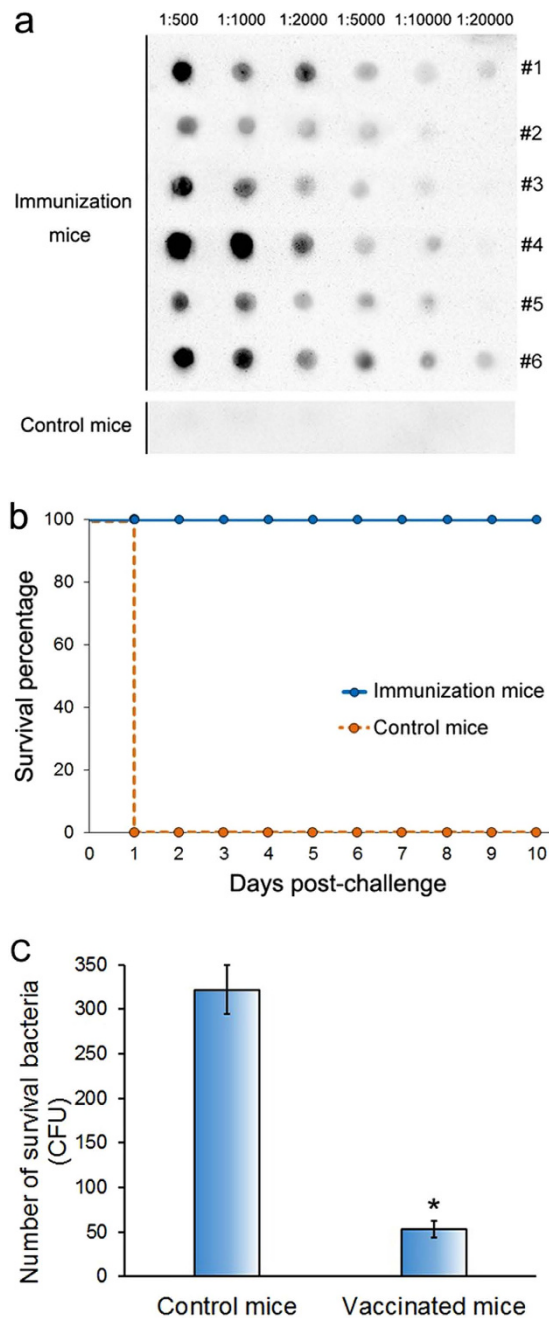 a
1:500 1:1000 1:2000 1:5000 1:10000 1:20000
#1
#2
#3
Immunization
mice
#4
#5
#6
Control mice
b
100
80
60
40
20
0
Survival percentage
Immunization mice
Control mice
0 1 2 3 4 5 6 7 8 9 10
Days post-challenge
C
350
300
250
200
150
100
50
0
Number of survival bacteria
(CFU)
*
Control mice Vaccinated mice